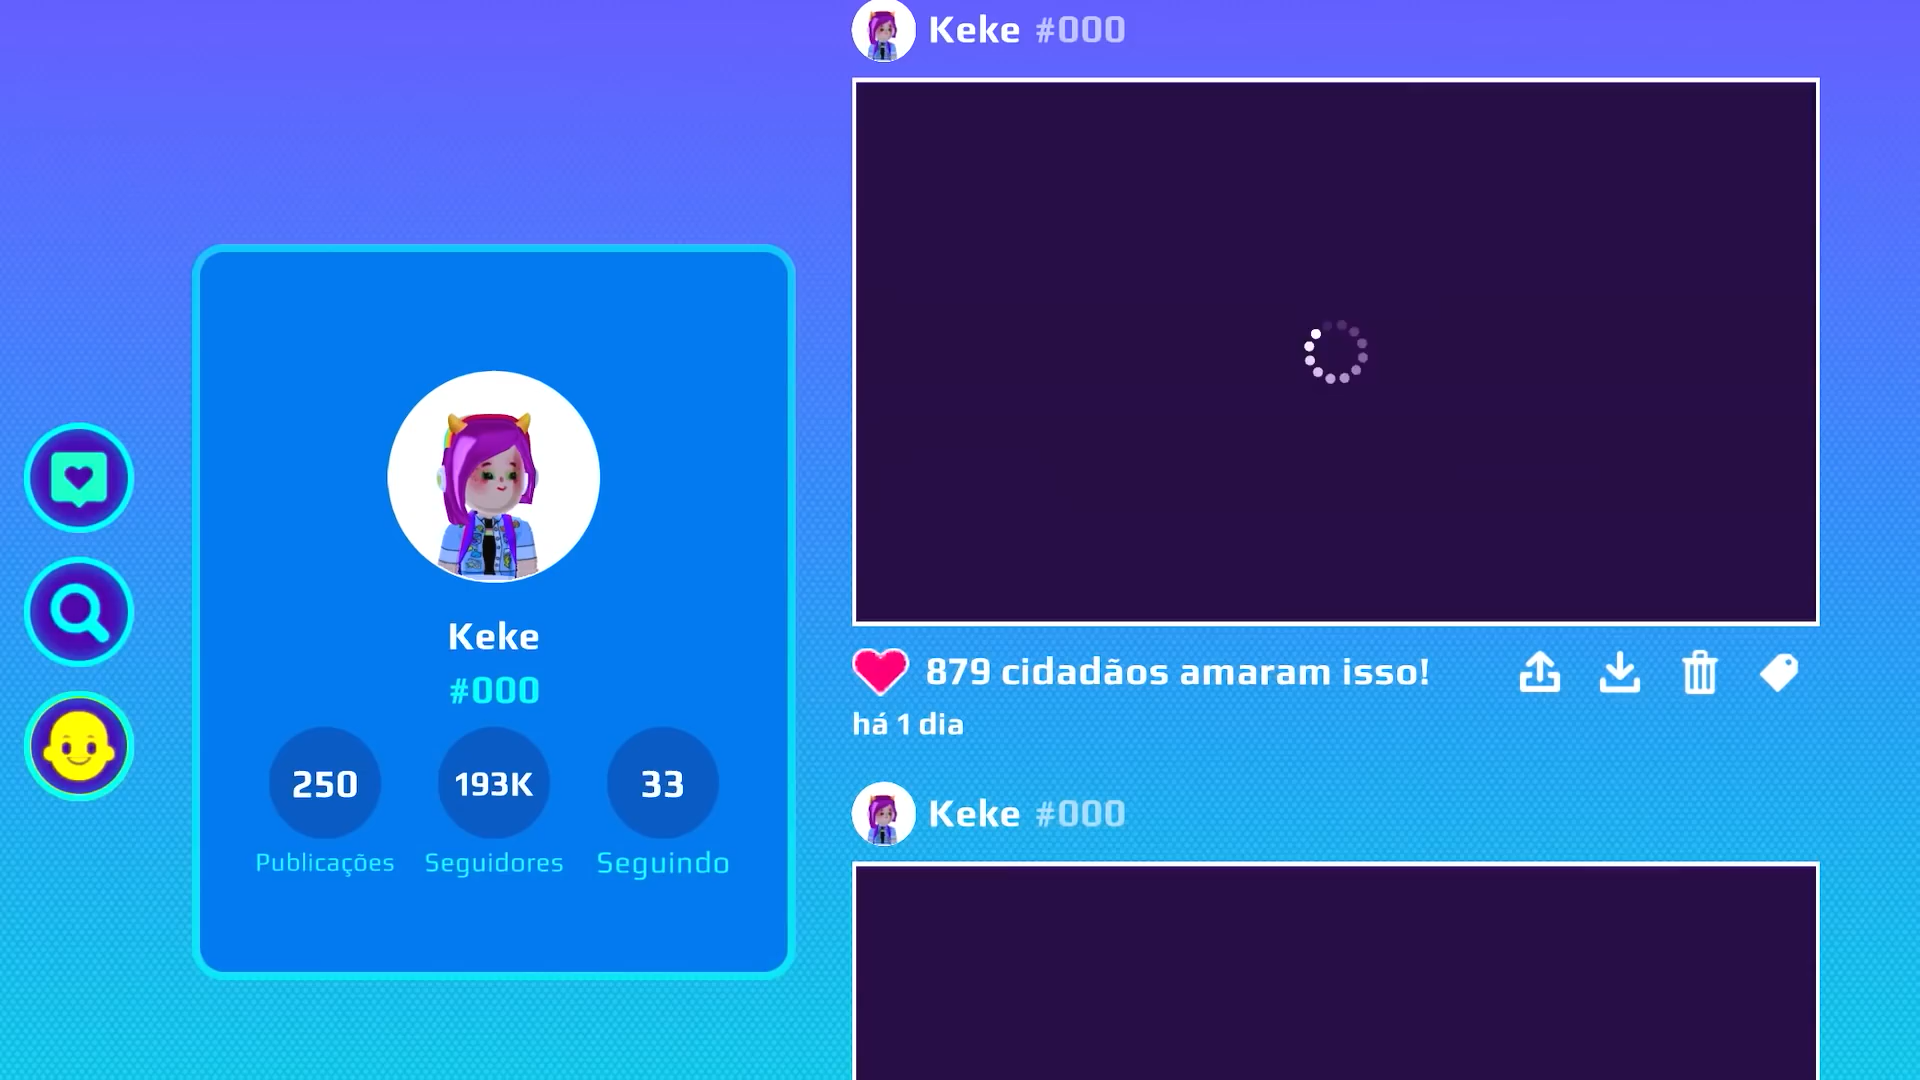 Keke #000
Keke
#000
250 193K 33
Publicações Seguidores Seguindo
879 cidadãos amaram isso!
há 1 dia
Keke #000